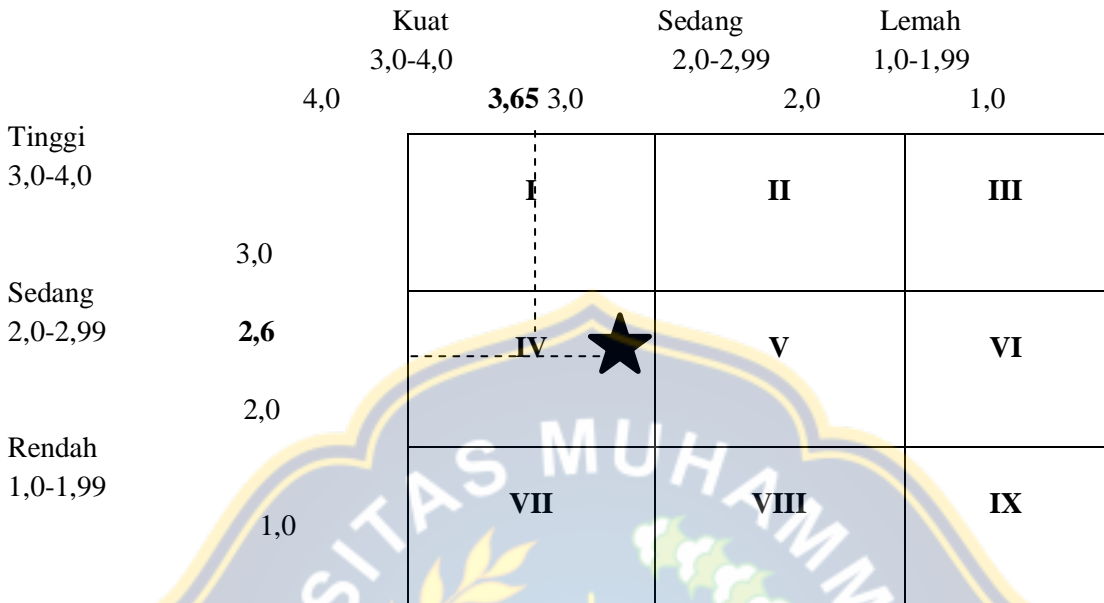 Kuat Sedang Lemah
3,0-4,0 2,0-2,99 1,0-1,99
4,0 3,65 3,0 2,0 1,0
Tinggi
3,0-4,0
I II III
3,0
Sedang
2,0-2,99 2,6
IV V VI
2,0
Rendah
1,0-1,99
VII VIII IX
1,0
SITAS MUHAMM